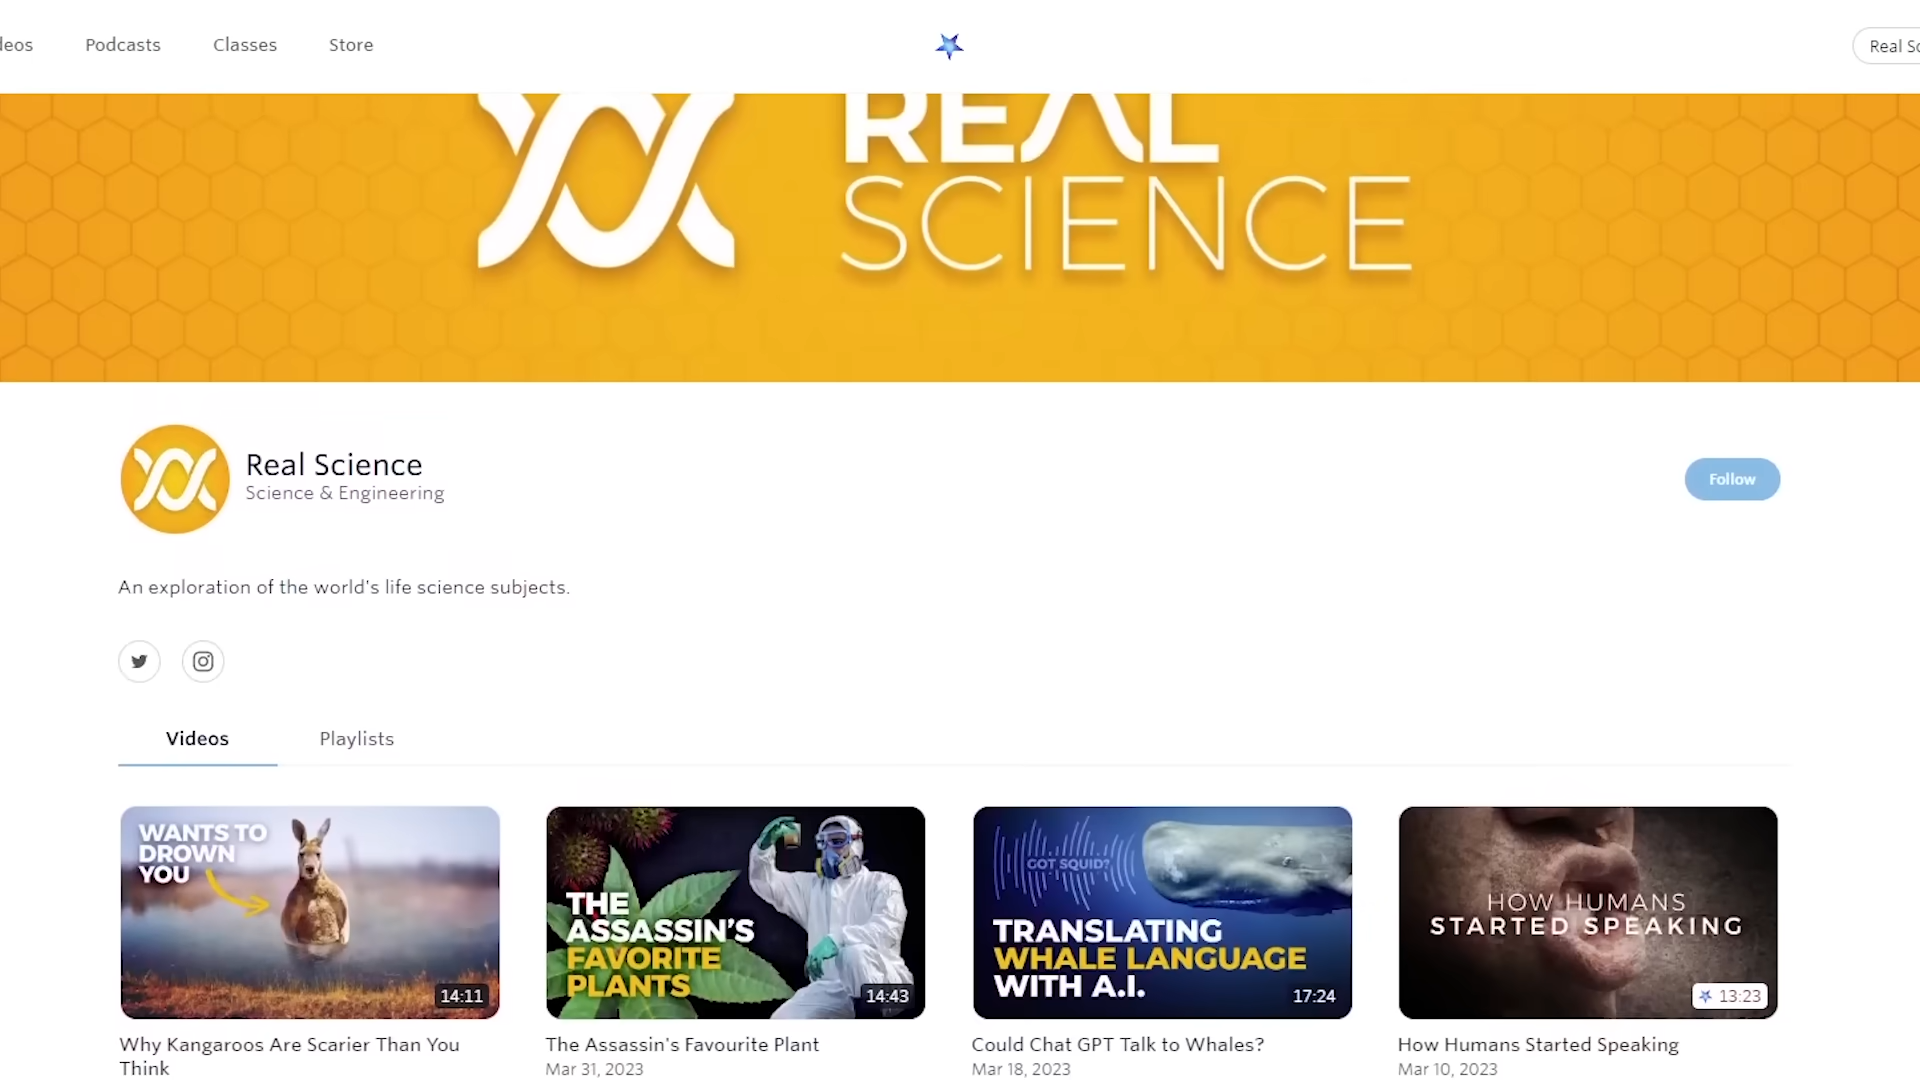 Podcasts
Classes
Store
Real
REAL
SCIENCE
Real Science
Science & Engineering
Follow
An exploration of the world's life science subjects.
Videos
Playlists
WANTS TO
DROWN
YOU
14:11
THE
ASSASSIN'S
FAVORITE
PLANTS
14:43
GOT SQUID?
TRANSLATING
WHALE LANGUAGE
WITH A.I.
17:24
HOW HUMANS
STARTED SPEAKING
13:23
Why Kangaroos Are Scarier Than You
Think
The Assassin's Favourite Plant
Mar 31, 2023
Could Chat GPT Talk to Whales?
Mar 18, 2023
How Humans Started Speaking
Mar 10, 2023